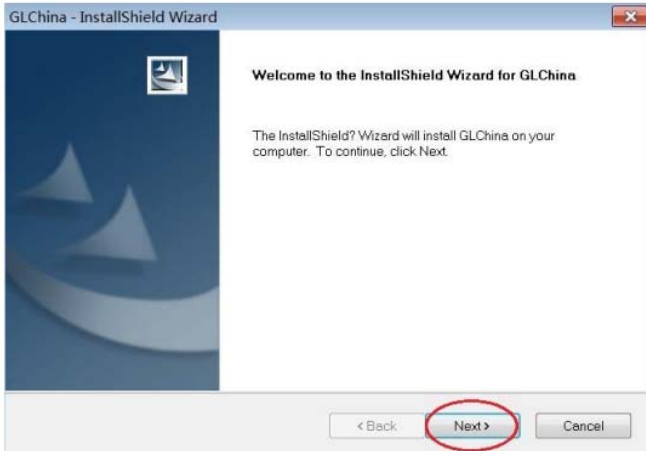 GLChina - InstallShield Wizard
Welcome to the InstallShield Wizard for GLChina
The InstallShield? Wizard will install GLChina on your
computer. To continue, click Next.
< Back
Next >
Cancel